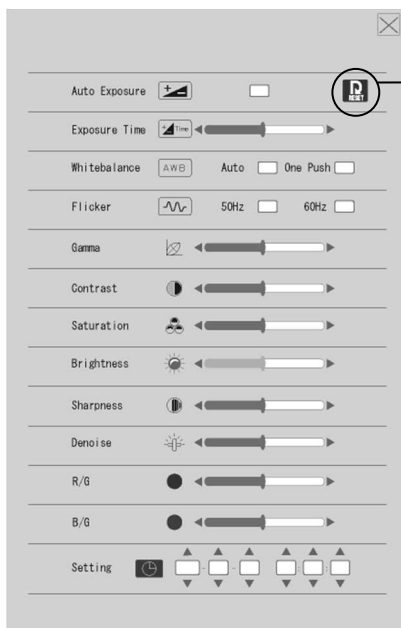 Auto Exposure RESET
Exposure Time Time
Whitebalance AWB Auto One Push
Flicker 50Hz 60Hz
Gamma
Contrast
Saturation
Brightness
Sharpness
Denoise
R/G
B/G
Setting - - : :